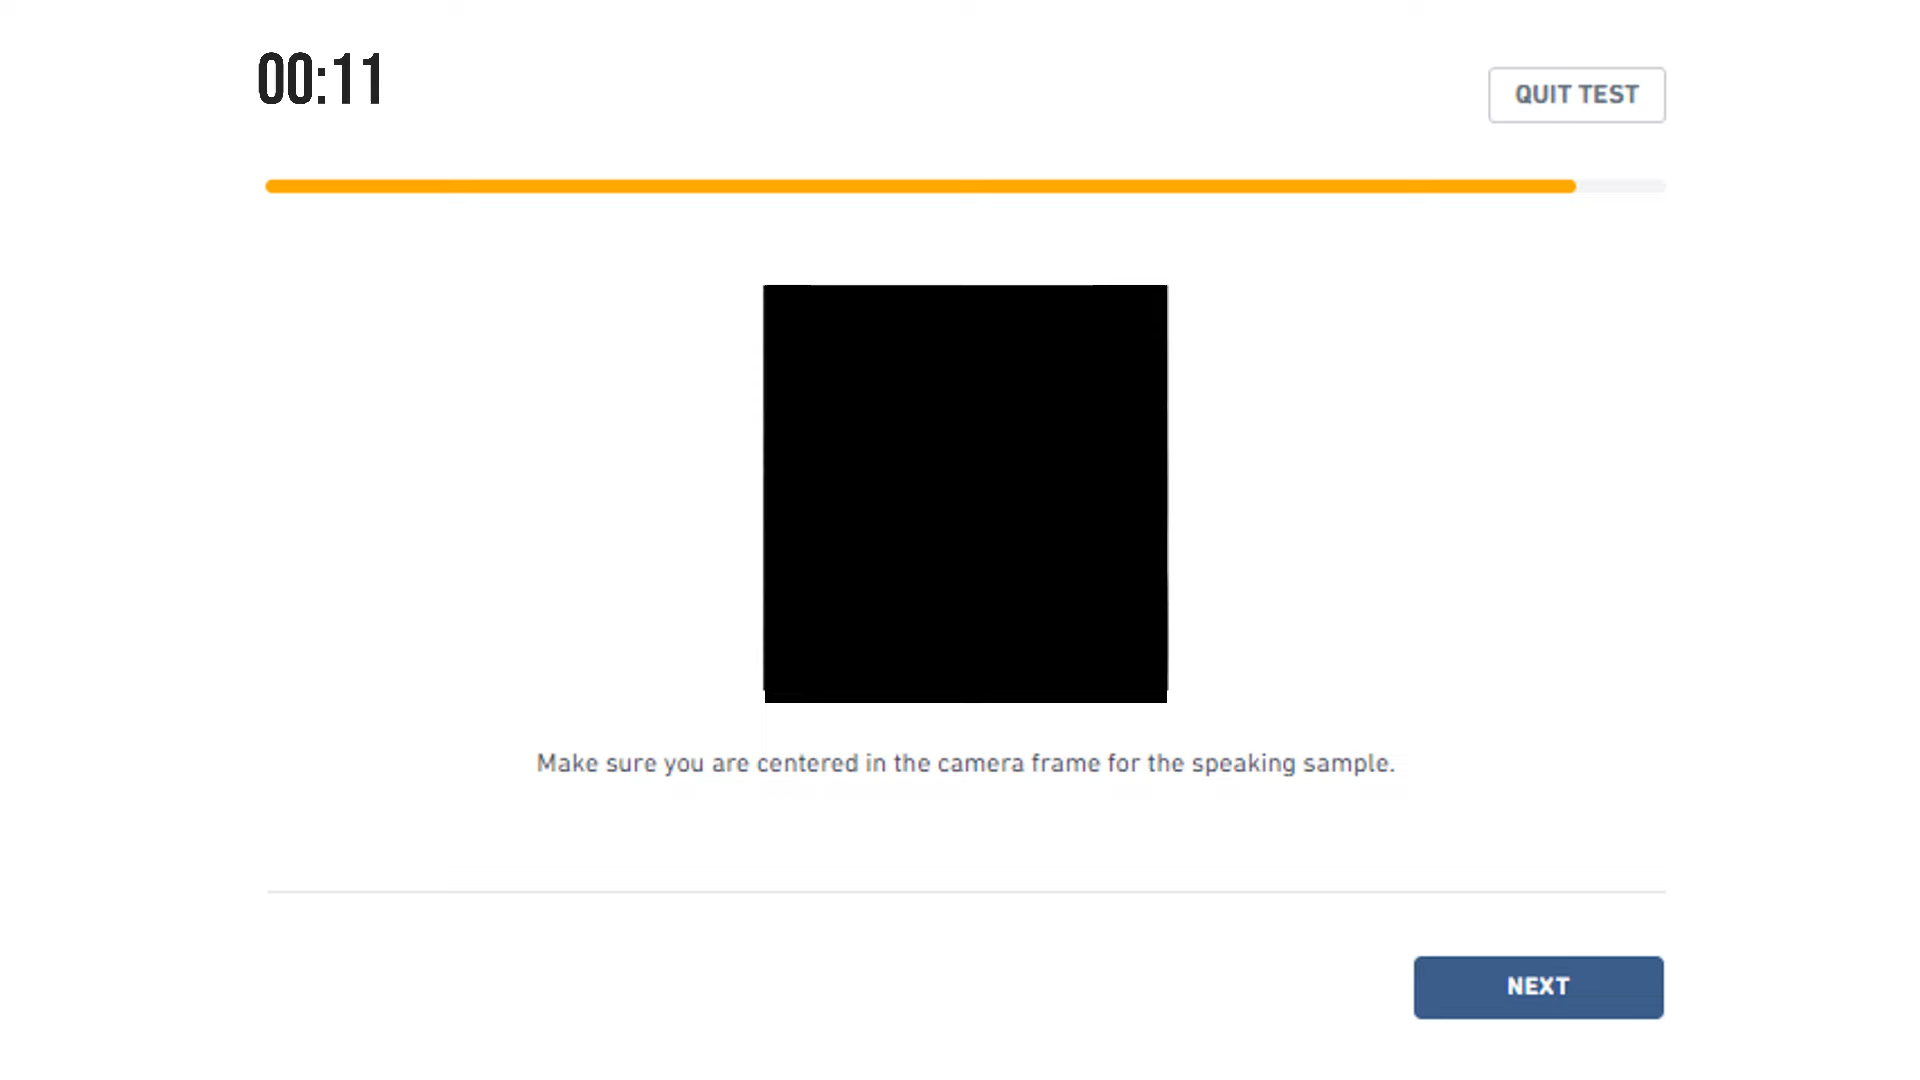 00:11
QUIT TEST
Make sure you are centered in the camera frame for the speaking sample.
NEXT